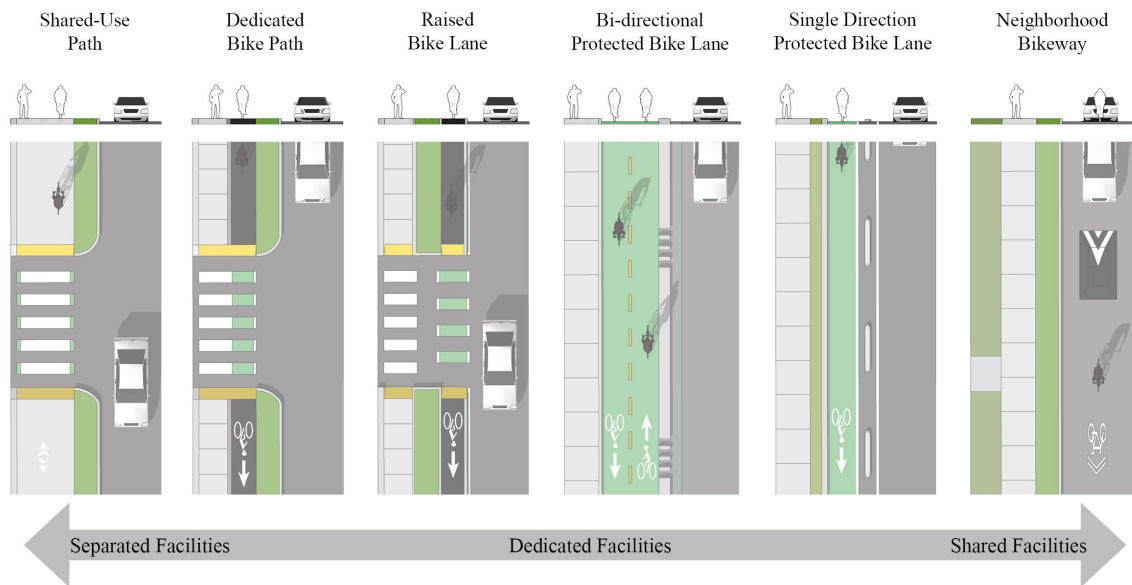 Shared-Use
Path
Dedicated
Bike Path
Raised
Bike Lane
Bi-directional
Protected Bike Lane
Single Direction
Protected Bike Lane
Neighborhood
Bikeway
Separated Facilities
Dedicated Facilities
Shared Facilities